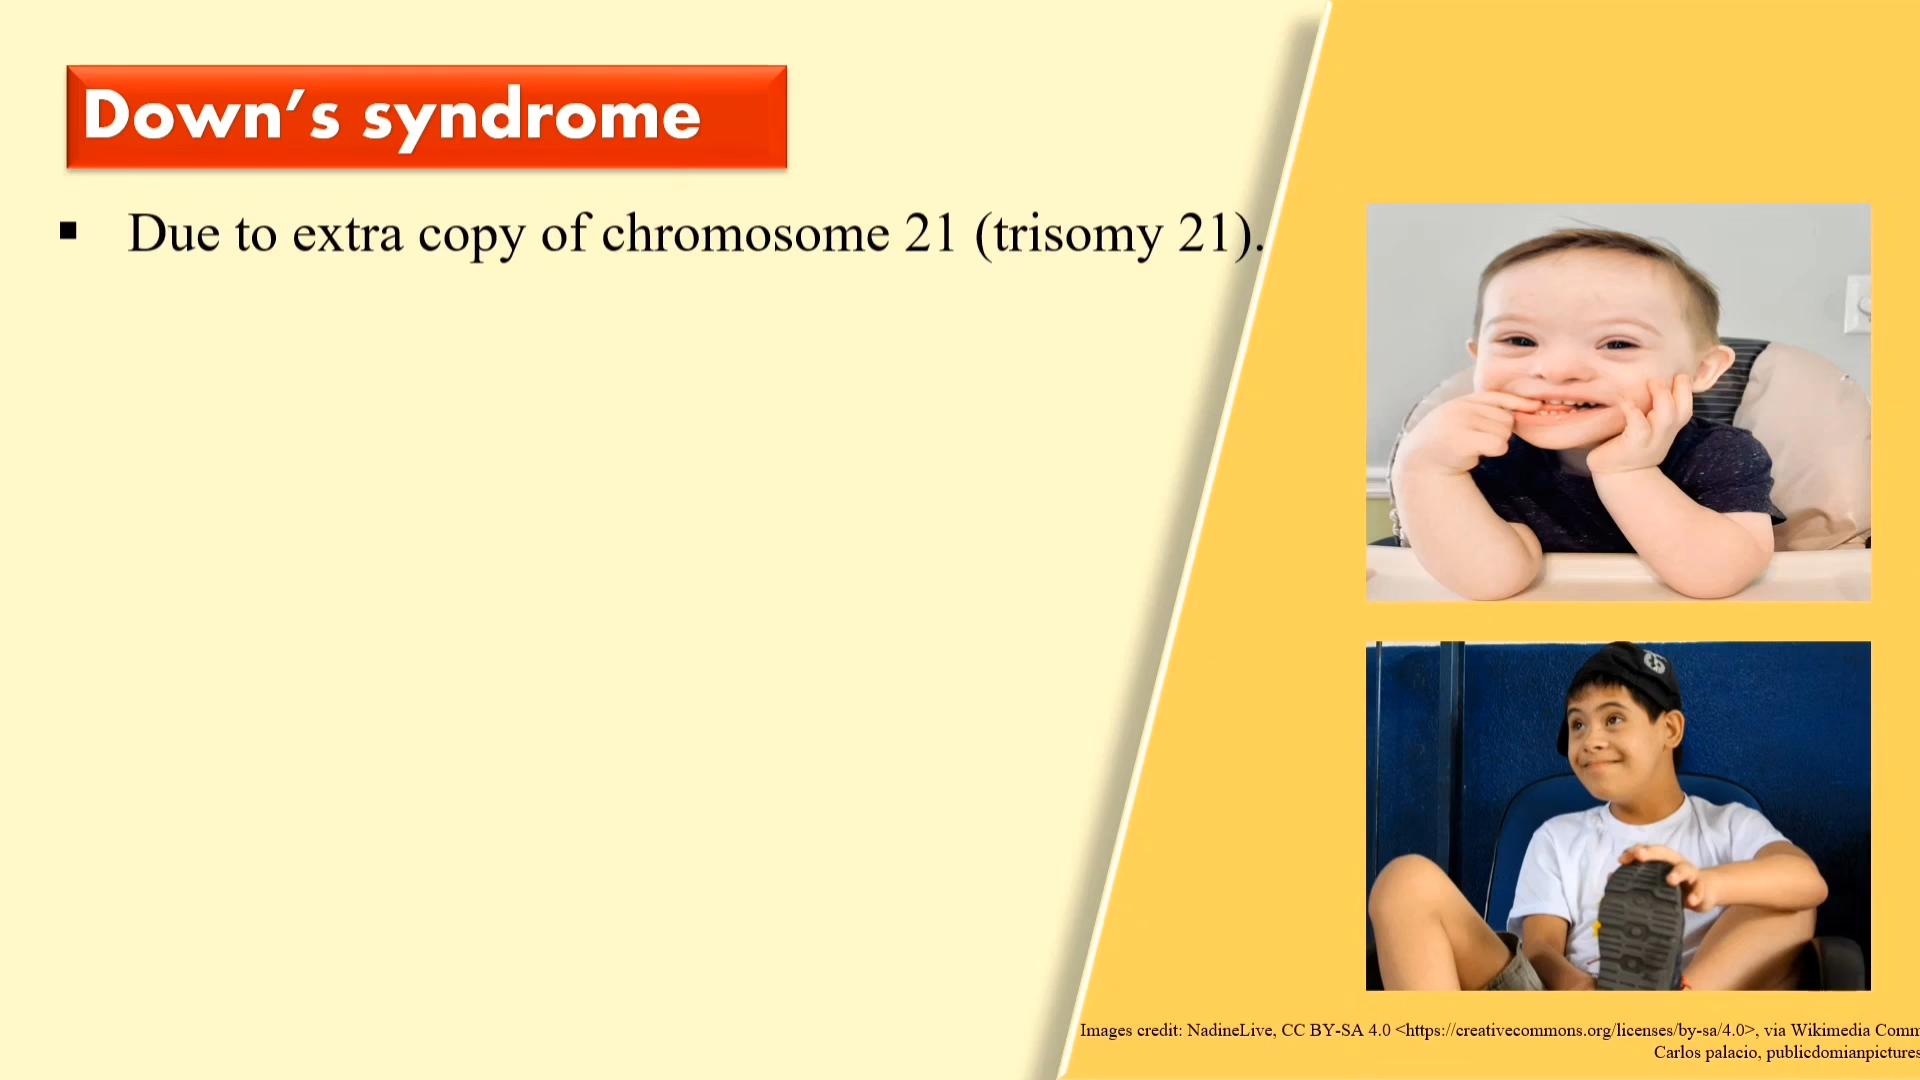 Down's syndrome
▪ Due to extra copy of chromosome 21 (trisomy 21).
Images credit: NadineLive, CC BY-SA 4.0 <https://creativecommons.org/licenses/by-sa/4.0>, via Wikimedia Comm
Carlos palacio, publicdomianpictures